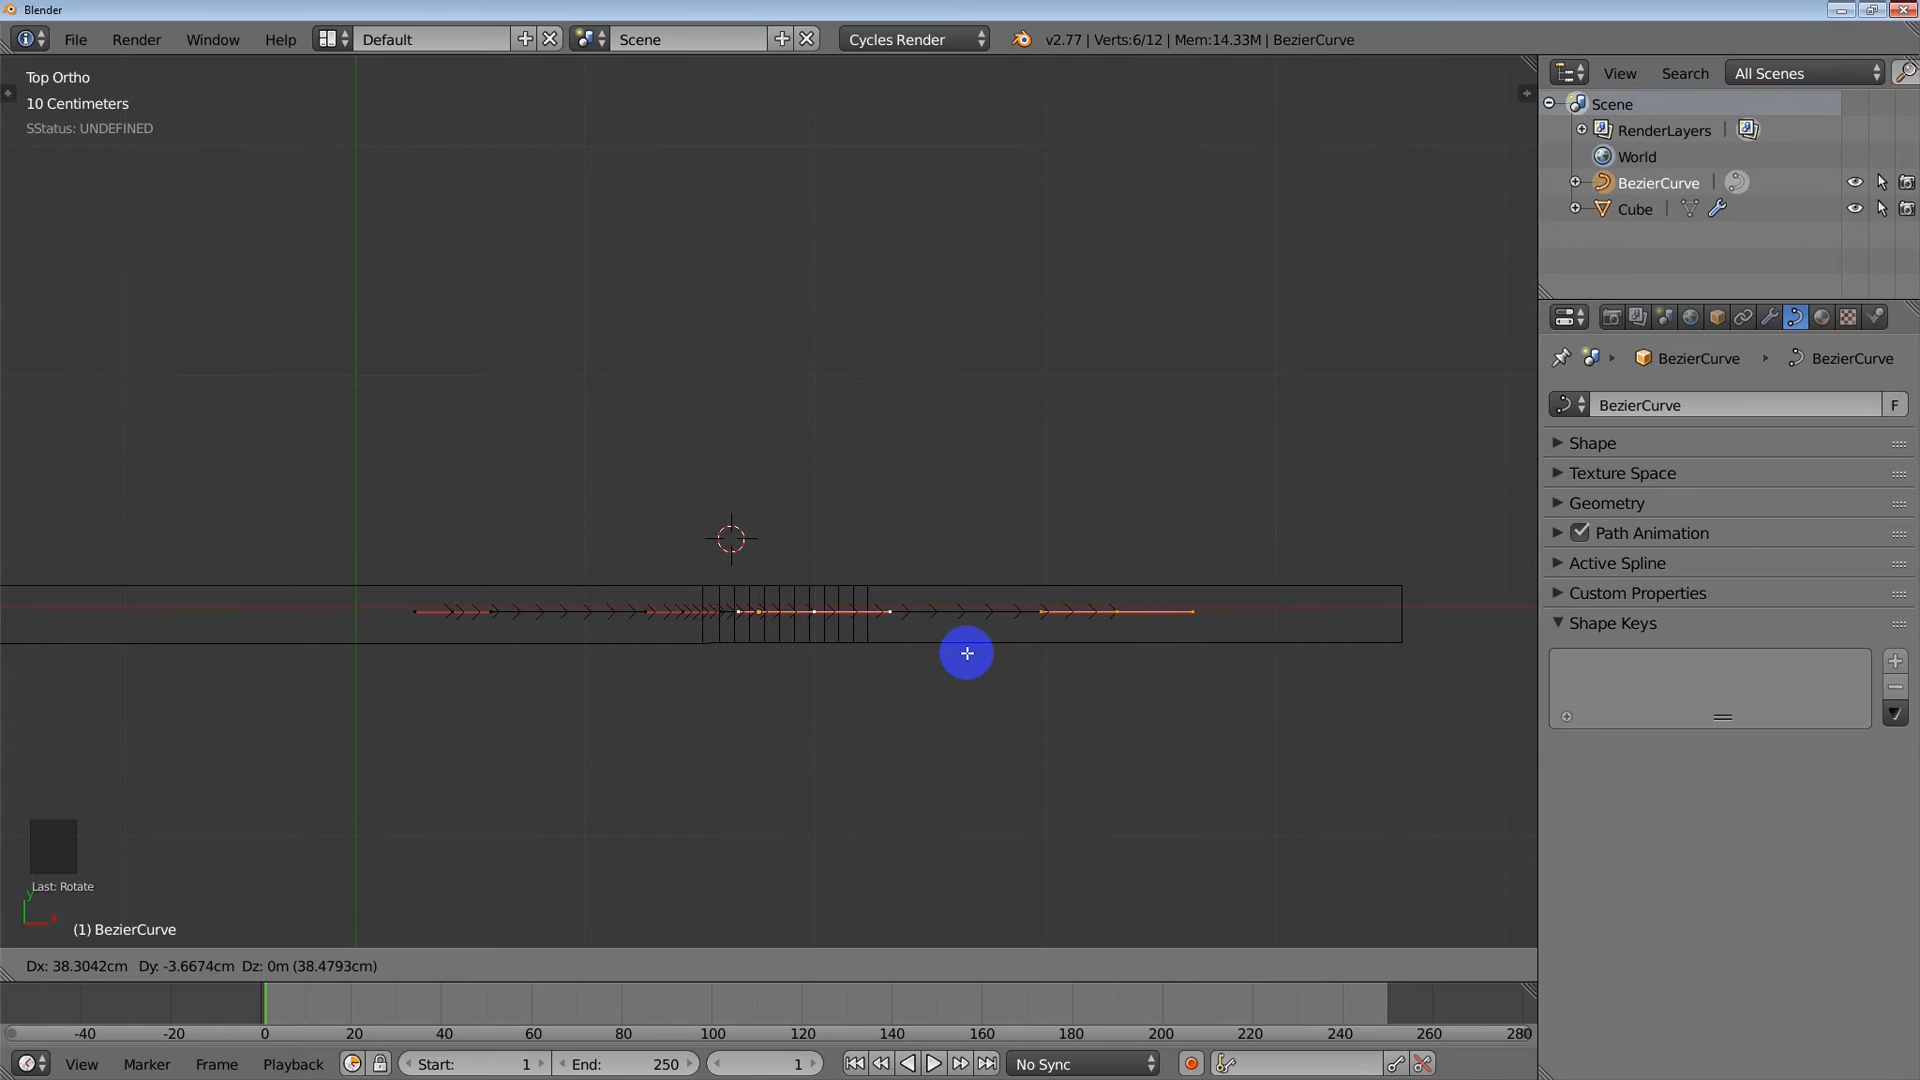 Blender
File Render Window Help Default Scene Cycles Render v2.77 | Verts:6/12 | Mem:14.33M | BezierCurve
Top Ortho
10 Centimeters
SStatus: UNDEFINED
View Search All Scenes
Scene
RenderLayers
World
BezierCurve
Cube
BezierCurve BezierCurve
BezierCurve F
Shape
Texture Space
Geometry
Path Animation
Active Spline
Custom Properties
Shape Keys
Last: Rotate
y
x
(1) BezierCurve
Dx: 38.3042cm Dy: -3.6674cm Dz: 0m (38.4793cm)
-40 -20 0 20 40 60 80 100 120 140 160 180 200 220 240 260 280
View Marker Frame Playback Start: 1 End: 250 1 No Sync